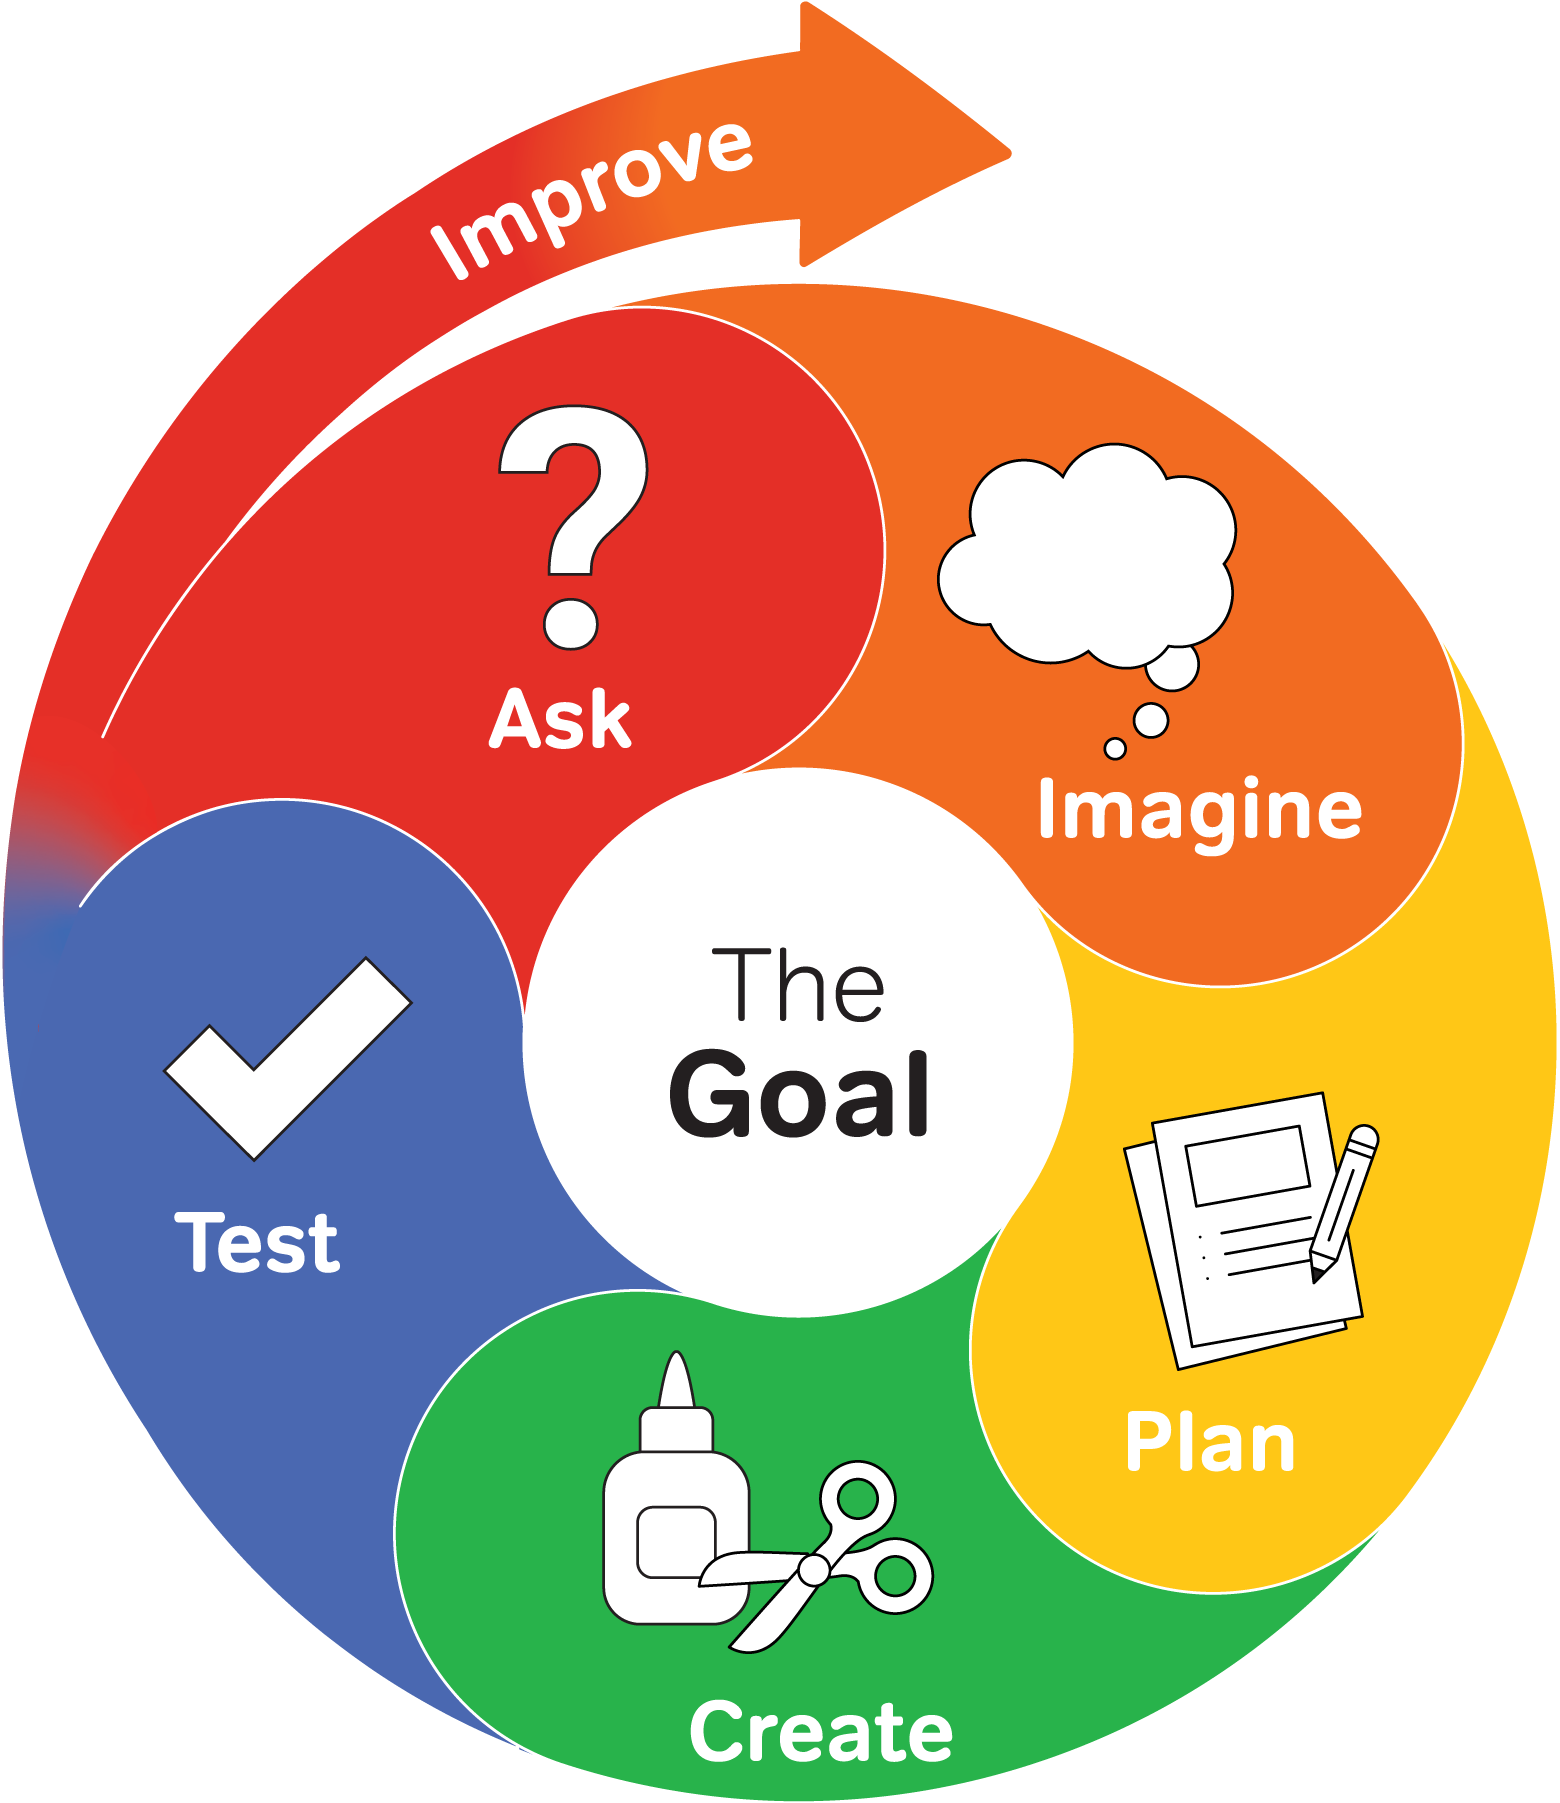 Improve
Ask
Imagine
The
Goal
Test
Plan
Create